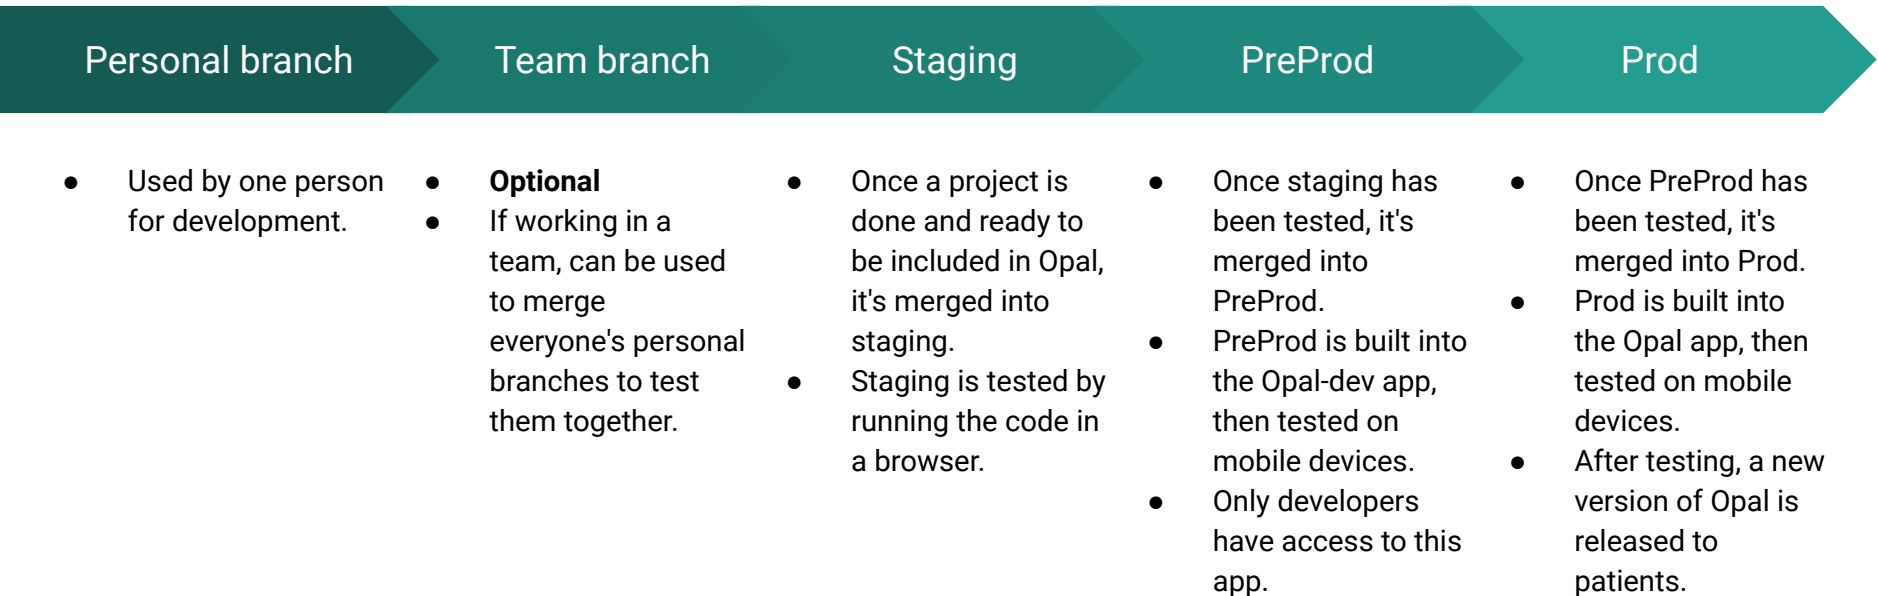 Personal branch
Team branch
Staging
PreProd
Prod
● Used by one person
for development.
● Optional
● If working in a
team, can be used
to merge
everyone's personal
branches to test
them together.
● Once a project is
done and ready to
be included in Opal,
it's merged into
staging.
● Staging is tested by
running the code in
a browser.
● Once staging has
been tested, it's
merged into
PreProd.
● PreProd is built into
the Opal-dev app,
then tested on
mobile devices.
● Only developers
have access to this
app.
● Once PreProd has
been tested, it's
merged into Prod.
● Prod is built into
the Opal app, then
tested on mobile
devices.
● After testing, a new
version of Opal is
released to
patients.